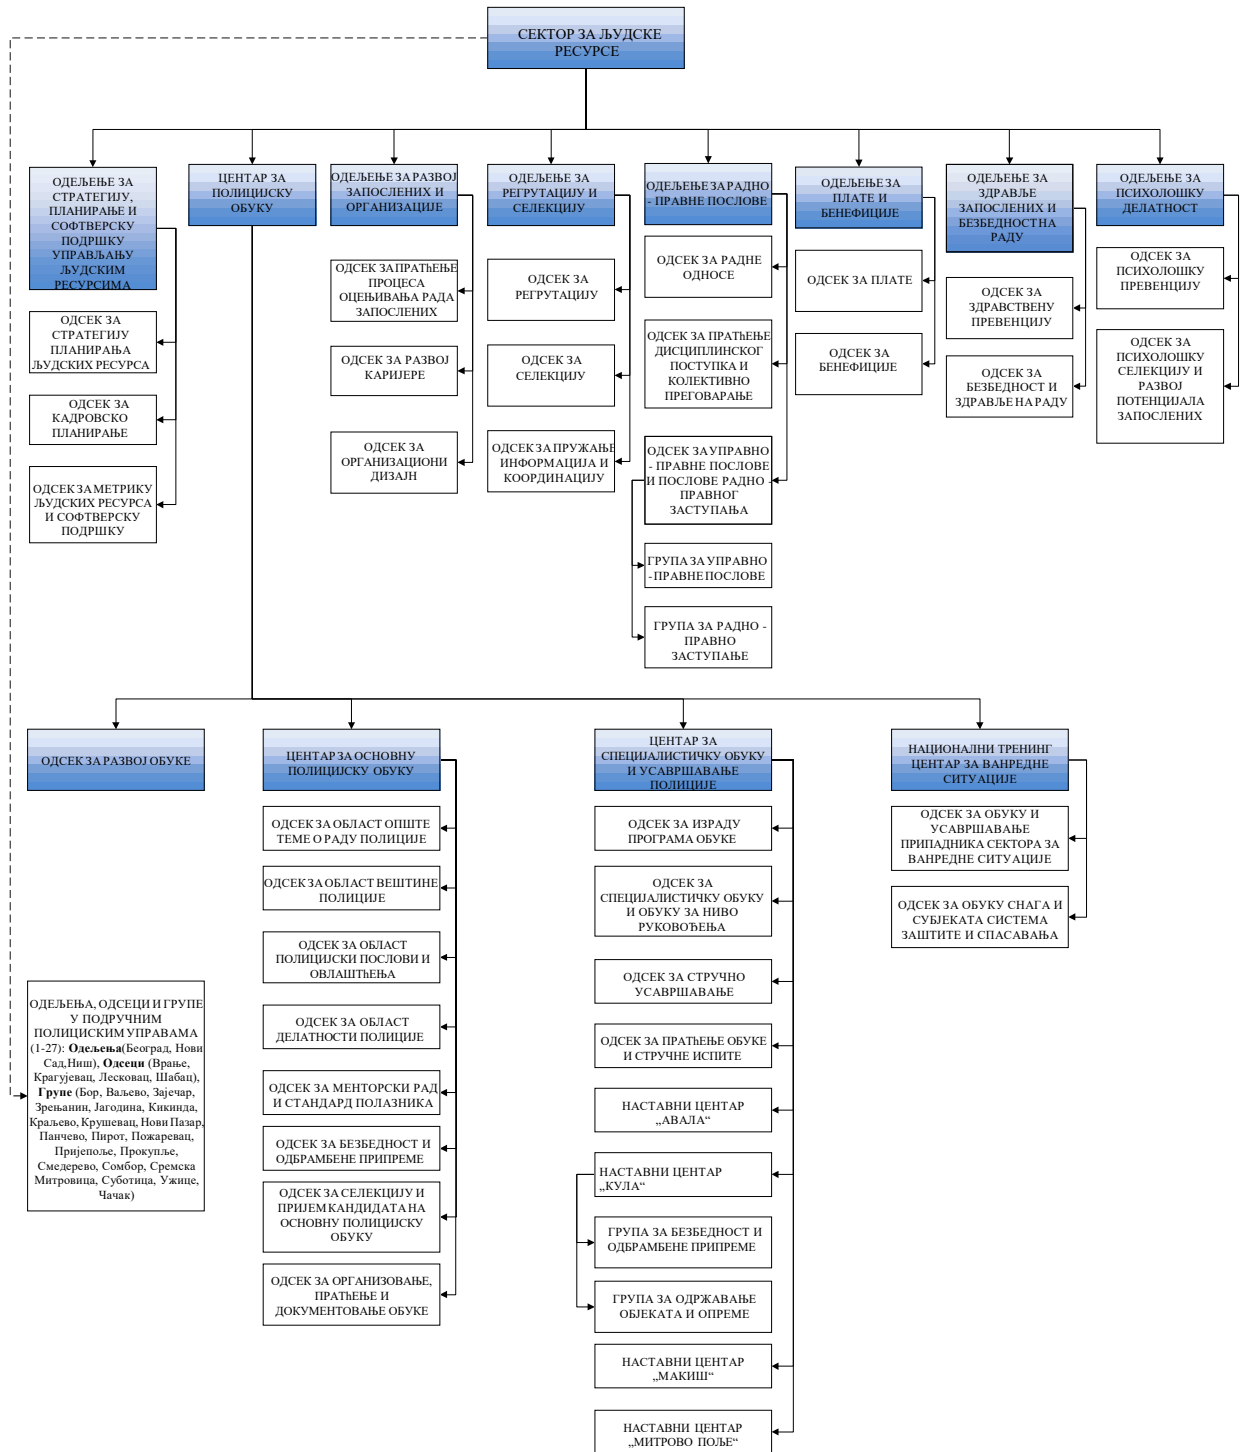 СЕКТОР ЗА ЉУДСКЕ
РЕСУРСЕ
ОДЕЉЕЊЕ ЗА
СТРАТЕГИЈУ,
ПЛАНИРАЊЕ И
СОФТВЕРСКУ
ПОДРШКУ
УПРАВЉАЊУ
ЉУДСКИМ
РЕСУРСИМА
ОДСЕК ЗА
СТРАТЕГИЈУ
ПЛАНИРАЊА
ЉУДСКИХ РЕСУРСА
ОДСЕК ЗА
КАДРОВСКО
ПЛАНИРАЊЕ
ОДСЕК ЗА МЕТРИКУ
ЉУДСКИХ РЕСУРСА
И СОФТВЕРСКУ
ПОДРШКУ
ЦЕНТАР ЗА
ПОЛИЦИЈСКУ
ОБУКУ
ОДЕЉЕЊЕ ЗА РАЗВОЈ
ЗАПОСЛЕНИХ И
ОРГАНИЗАЦИЈЕ
ОДСЕК ЗА ПРАЋЕЊЕ
ПРОЦЕСА
ОЦЕЊИВАЊА РАДА
ЗАПОСЛЕНИХ
ОДСЕК ЗА РАЗВОЈ
КАРИЈЕРЕ
ОДСЕК ЗА
ОРГАНИЗАЦИОНИ
ДИЗАЈН
ОДЕЉЕЊЕ ЗА
РЕГРУТАЦИЈУ И
СЕЛЕКЦИЈУ
ОДСЕК ЗА
РЕГРУТАЦИЈУ
ОДСЕК ЗА
СЕЛЕКЦИЈУ
ОДСЕК ЗА ПРУЖАЊЕ
ИНФОРМАЦИЈА И
КООРДИНАЦИЈУ
ОДЕЉЕЊЕ ЗА РАДНО
- ПРАВНЕ ПОСЛОВЕ
ОДСЕК ЗА РАДНЕ
ОДНОСЕ
ОДСЕК ЗА ПРАЋЕЊЕ
ДИСЦИПЛИНСКОГ
ПОСТУПКА И
КОЛЕКТИВНО
ПРЕГОВАРАЊЕ
ОДСЕК ЗА УПРАВНО
- ПРАВНЕ ПОСЛОВЕ
И ПОСЛОВЕ РАДНО -
ПРАВНОГ
ЗАСТУПАЊА
ГРУПА ЗА УПРАВНО
- ПРАВНЕ ПОСЛОВЕ
ГРУПА ЗА РАДНО -
ПРАВНО
ЗАСТУПАЊЕ
ОДЕЉЕЊЕ ЗА
ПЛАТЕ И
БЕНЕФИЦИЈЕ
ОДСЕК ЗА ПЛАТЕ
ОДСЕК ЗА
БЕНЕФИЦИЈЕ
ОДЕЉЕЊЕ ЗА
ЗДРАВЉЕ
ЗАПОСЛЕНИХ И
БЕЗБЕДНОСТ НА
РАДУ
ОДСЕК ЗА
ЗДРАВСТВЕНУ
ПРЕВЕНЦИЈУ
ОДСЕК ЗА
БЕЗБЕДНОСТ И
ЗДРАВЉЕ НА РАДУ
ОДЕЉЕЊЕ ЗА
ПСИХОЛОШКУ
ДЕЛАТНОСТ
ОДСЕК ЗА
ПСИХОЛОШКУ
ПРЕВЕНЦИЈУ
ОДСЕК ЗА
ПСИХОЛОШКУ
СЕЛЕКЦИЈУ И
РАЗВОЈ
ПОТЕНЦИЈАЛА
ЗАПОСЛЕНИХ
ОДСЕК ЗА РАЗВОЈ ОБУКЕ
ОДЕЉЕЊА, ОДСЕЦИ И ГРУПЕ
У ПОДРУЧНИМ
ПОЛИЦИСКИМ УПРАВАМА
(1-27): Одељења(Београд, Нови
Сад,Ниш), Одсеци (Врање,
Крагујевац, Лесковац, Шабац),
Групе (Бор, Ваљево, Зајечар,
Зрењанин, Јагодина, Кикинда,
Краљево, Крушевац, Нови Пазар,
Панчево, Пирот, Пожаревац,
Пријепоље, Прокупље,
Смедерево, Сомбор, Сремска
Митровица, Суботица, Ужице,
Чачак)
ЦЕНТАР ЗА ОСНОВНУ
ПОЛИЦИЈСКУ ОБУКУ
ОДСЕК ЗА ОБЛАСТ ОПШТЕ
ТЕМЕ О РАДУ ПОЛИЦИЈЕ
ОДСЕК ЗА ОБЛАСТ ВЕШТИНЕ
ПОЛИЦИЈЕ
ОДСЕК ЗА ОБЛАСТ
ПОЛИЦИЈСКИ ПОСЛОВИ И
ОВЛАШЋЕЊА
ОДСЕК ЗА ОБЛАСТ
ДЕЛАТНОСТИ ПОЛИЦИЈЕ
ОДСЕК ЗА МЕНТОРСКИ РАД
И СТАНДАРД ПОЛАЗНИКА
ОДСЕК ЗА БЕЗБЕДНОСТ И
ОДБРАМБЕНЕ ПРИПРЕМЕ
ОДСЕК ЗА СЕЛЕКЦИЈУ И
ПРИЈЕМ КАНДИДАТА НА
ОСНОВНУ ПОЛИЦИЈСКУ
ОБУКУ
ОДСЕК ЗА ОРГАНИЗОВАЊЕ,
ПРАЋЕЊЕ И
ДОКУМЕНТОВАЊЕ ОБУКЕ
ЦЕНТАР ЗА
СПЕЦИЈАЛИСТИЧКУ ОБУКУ
И УСАВРШАВАЊЕ
ПОЛИЦИЈЕ
ОДСЕК ЗА ИЗРАДУ
ПРОГРАМА ОБУКЕ
ОДСЕК ЗА
СПЕЦИЈАЛИСТИЧКУ ОБУКУ
И ОБУКУ ЗА НИВО
РУКОВОЂЕЊА
ОДСЕК ЗА СТРУЧНО
УСАВРШАВАЊЕ
ОДСЕК ЗА ПРАЋЕЊЕ ОБУКЕ
И СТРУЧНЕ ИСПИТЕ
НАСТАВНИ ЦЕНТАР
„АВАЛА“
НАСТАВНИ ЦЕНТАР
„КУЛА“
ГРУПА ЗА БЕЗБЕДНОСТ И
ОДБРАМБЕНЕ ПРИПРЕМЕ
ГРУПА ЗА ОДРЖАВАЊЕ
ОБЈЕКАТА И ОПРЕМЕ
НАСТАВНИ ЦЕНТАР
„МАКИШ“
НАСТАВНИ ЦЕНТАР
„МИТРОВО ПОЉЕ“
НАЦИОНАЛНИ ТРЕНИНГ
ЦЕНТАР ЗА ВАНРЕДНЕ
СИТУАЦИЈЕ
ОДСЕК ЗА ОБУКУ И
УСАВРШАВАЊЕ
ПРИПАДНИКА СЕКТОРА ЗА
ВАНРЕДНЕ СИТУАЦИЈЕ
ОДСЕК ЗА ОБУКУ СНАГА И
СУБЈЕКАТА СИСТЕМА
ЗАШТИТЕ И СПАСАВАЊА